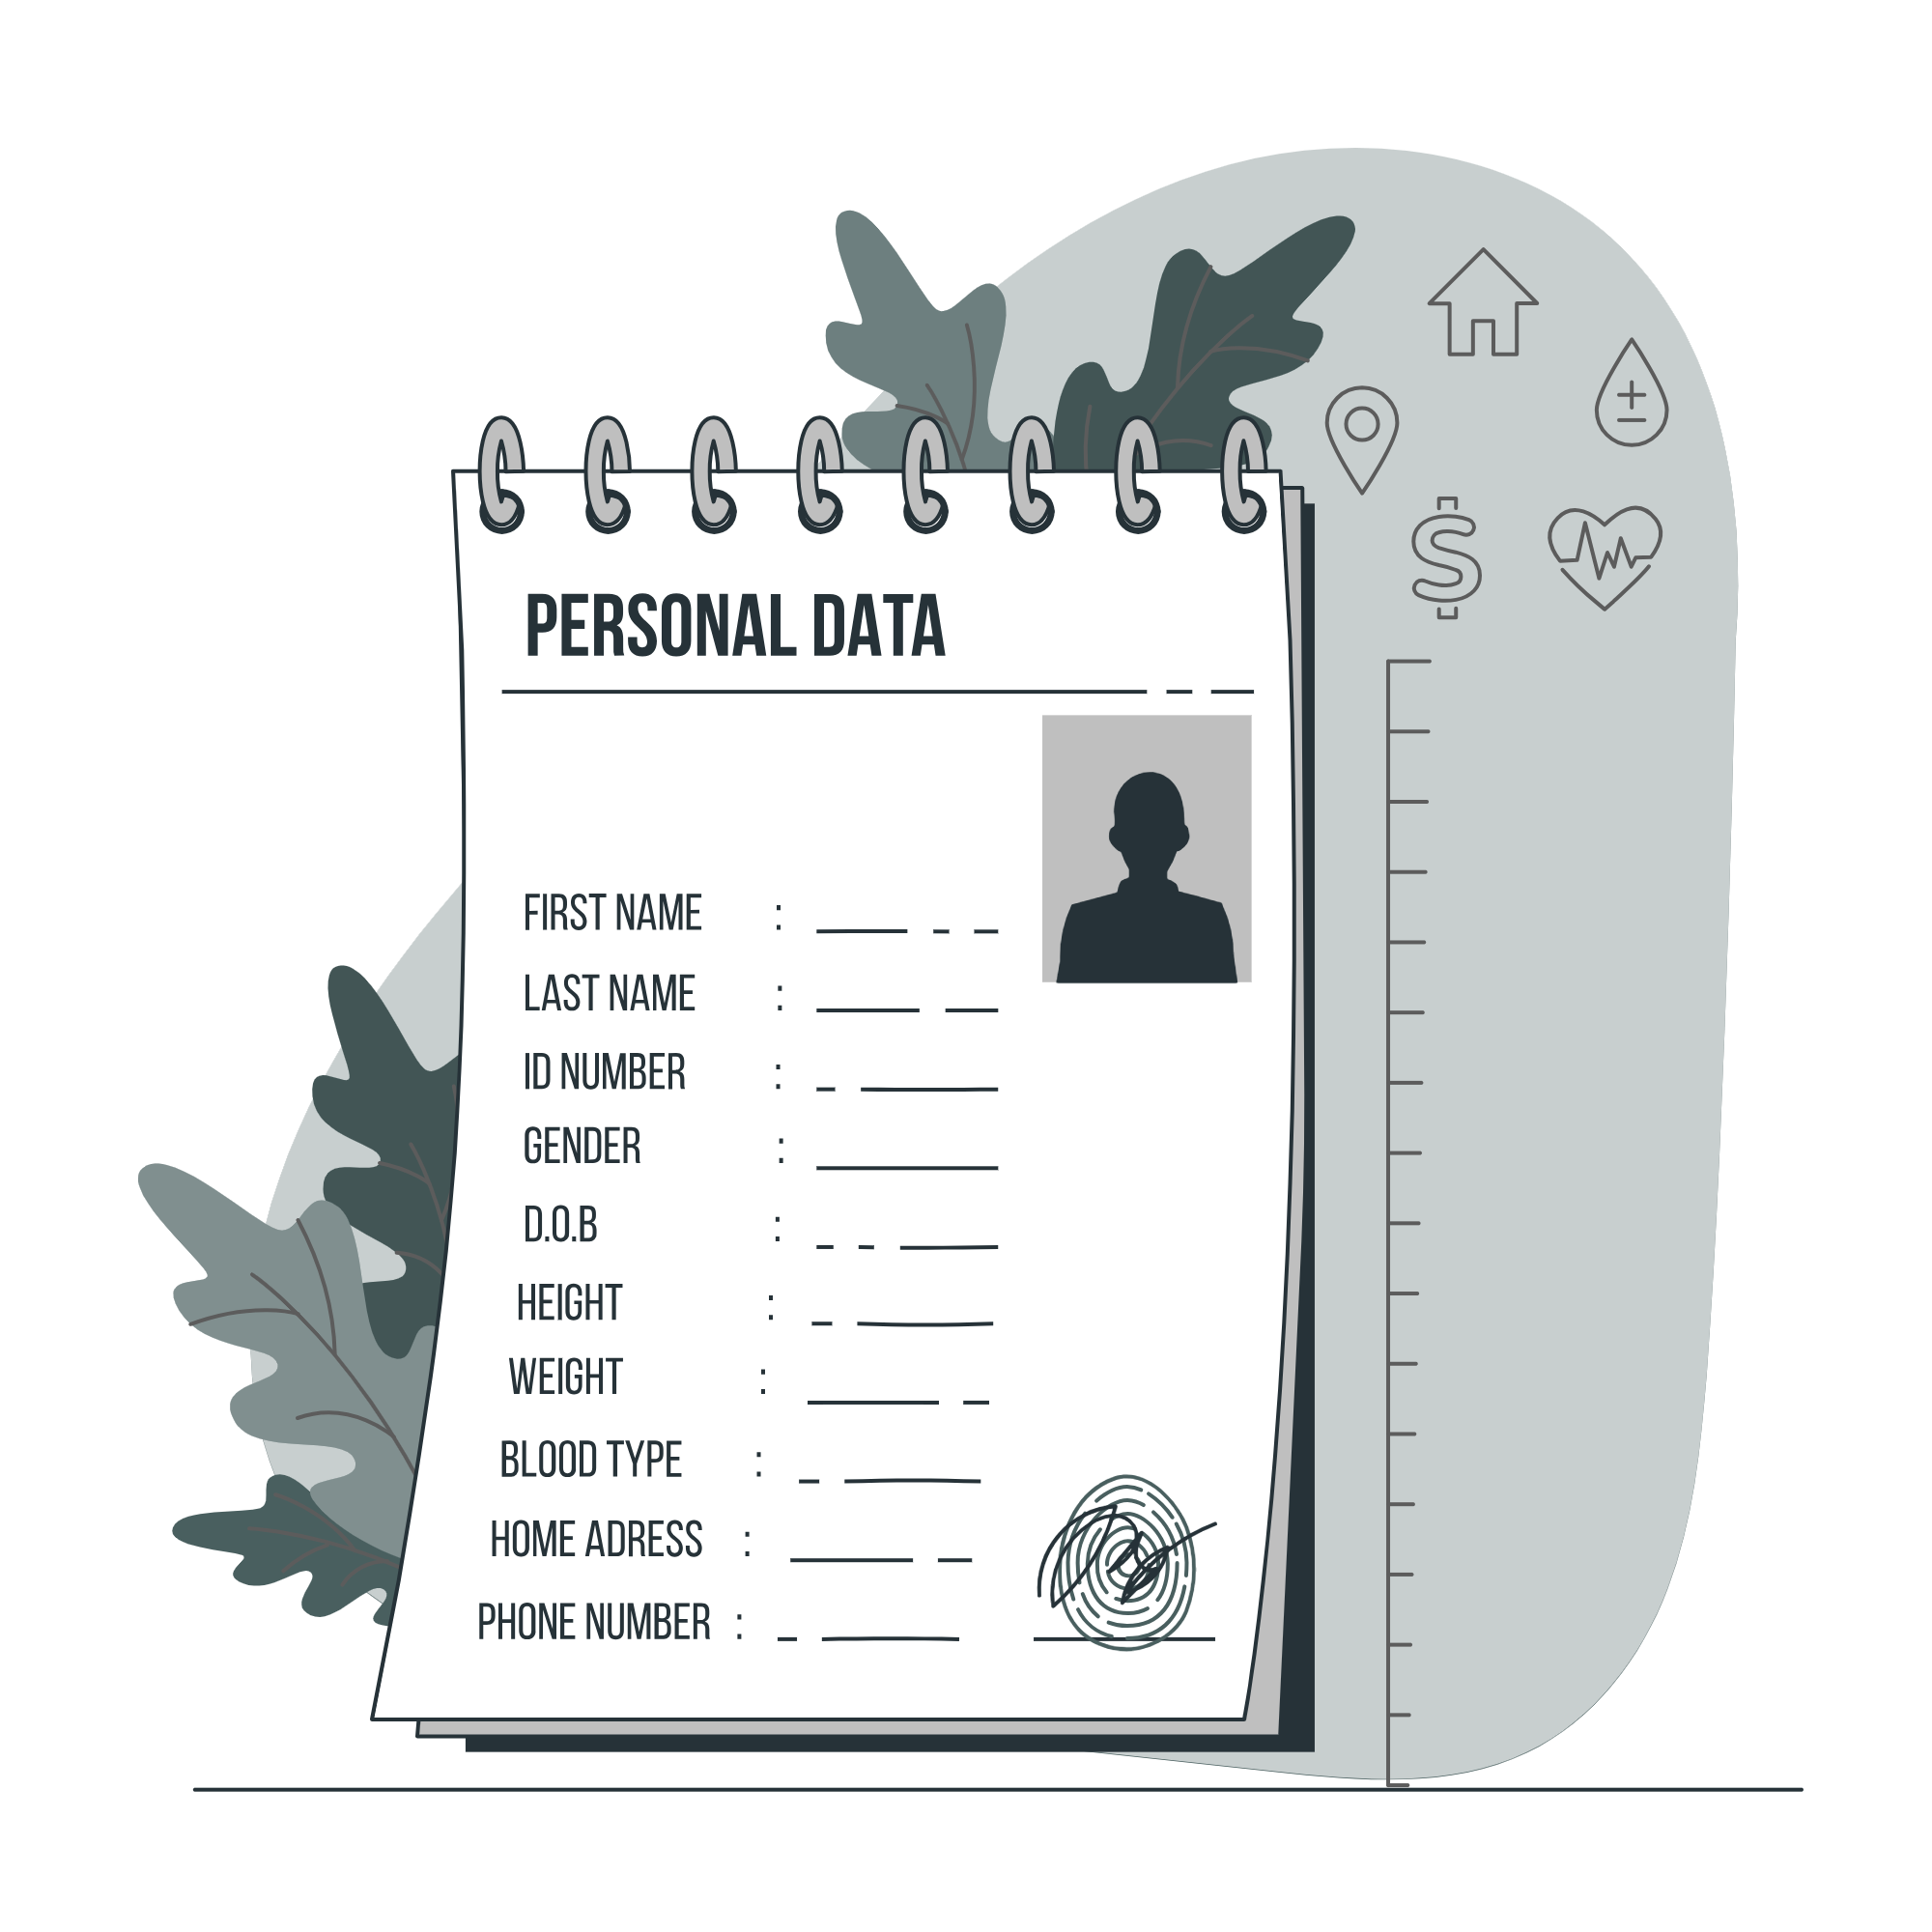 PERSONAL DATA
FIRST NAME :
LAST NAME :
ID NUMBER :
GENDER :
D.O.B :
HEIGHT :
WEIGHT :
BLOOD TYPE :
HOME ADRESS :
PHONE NUMBER :